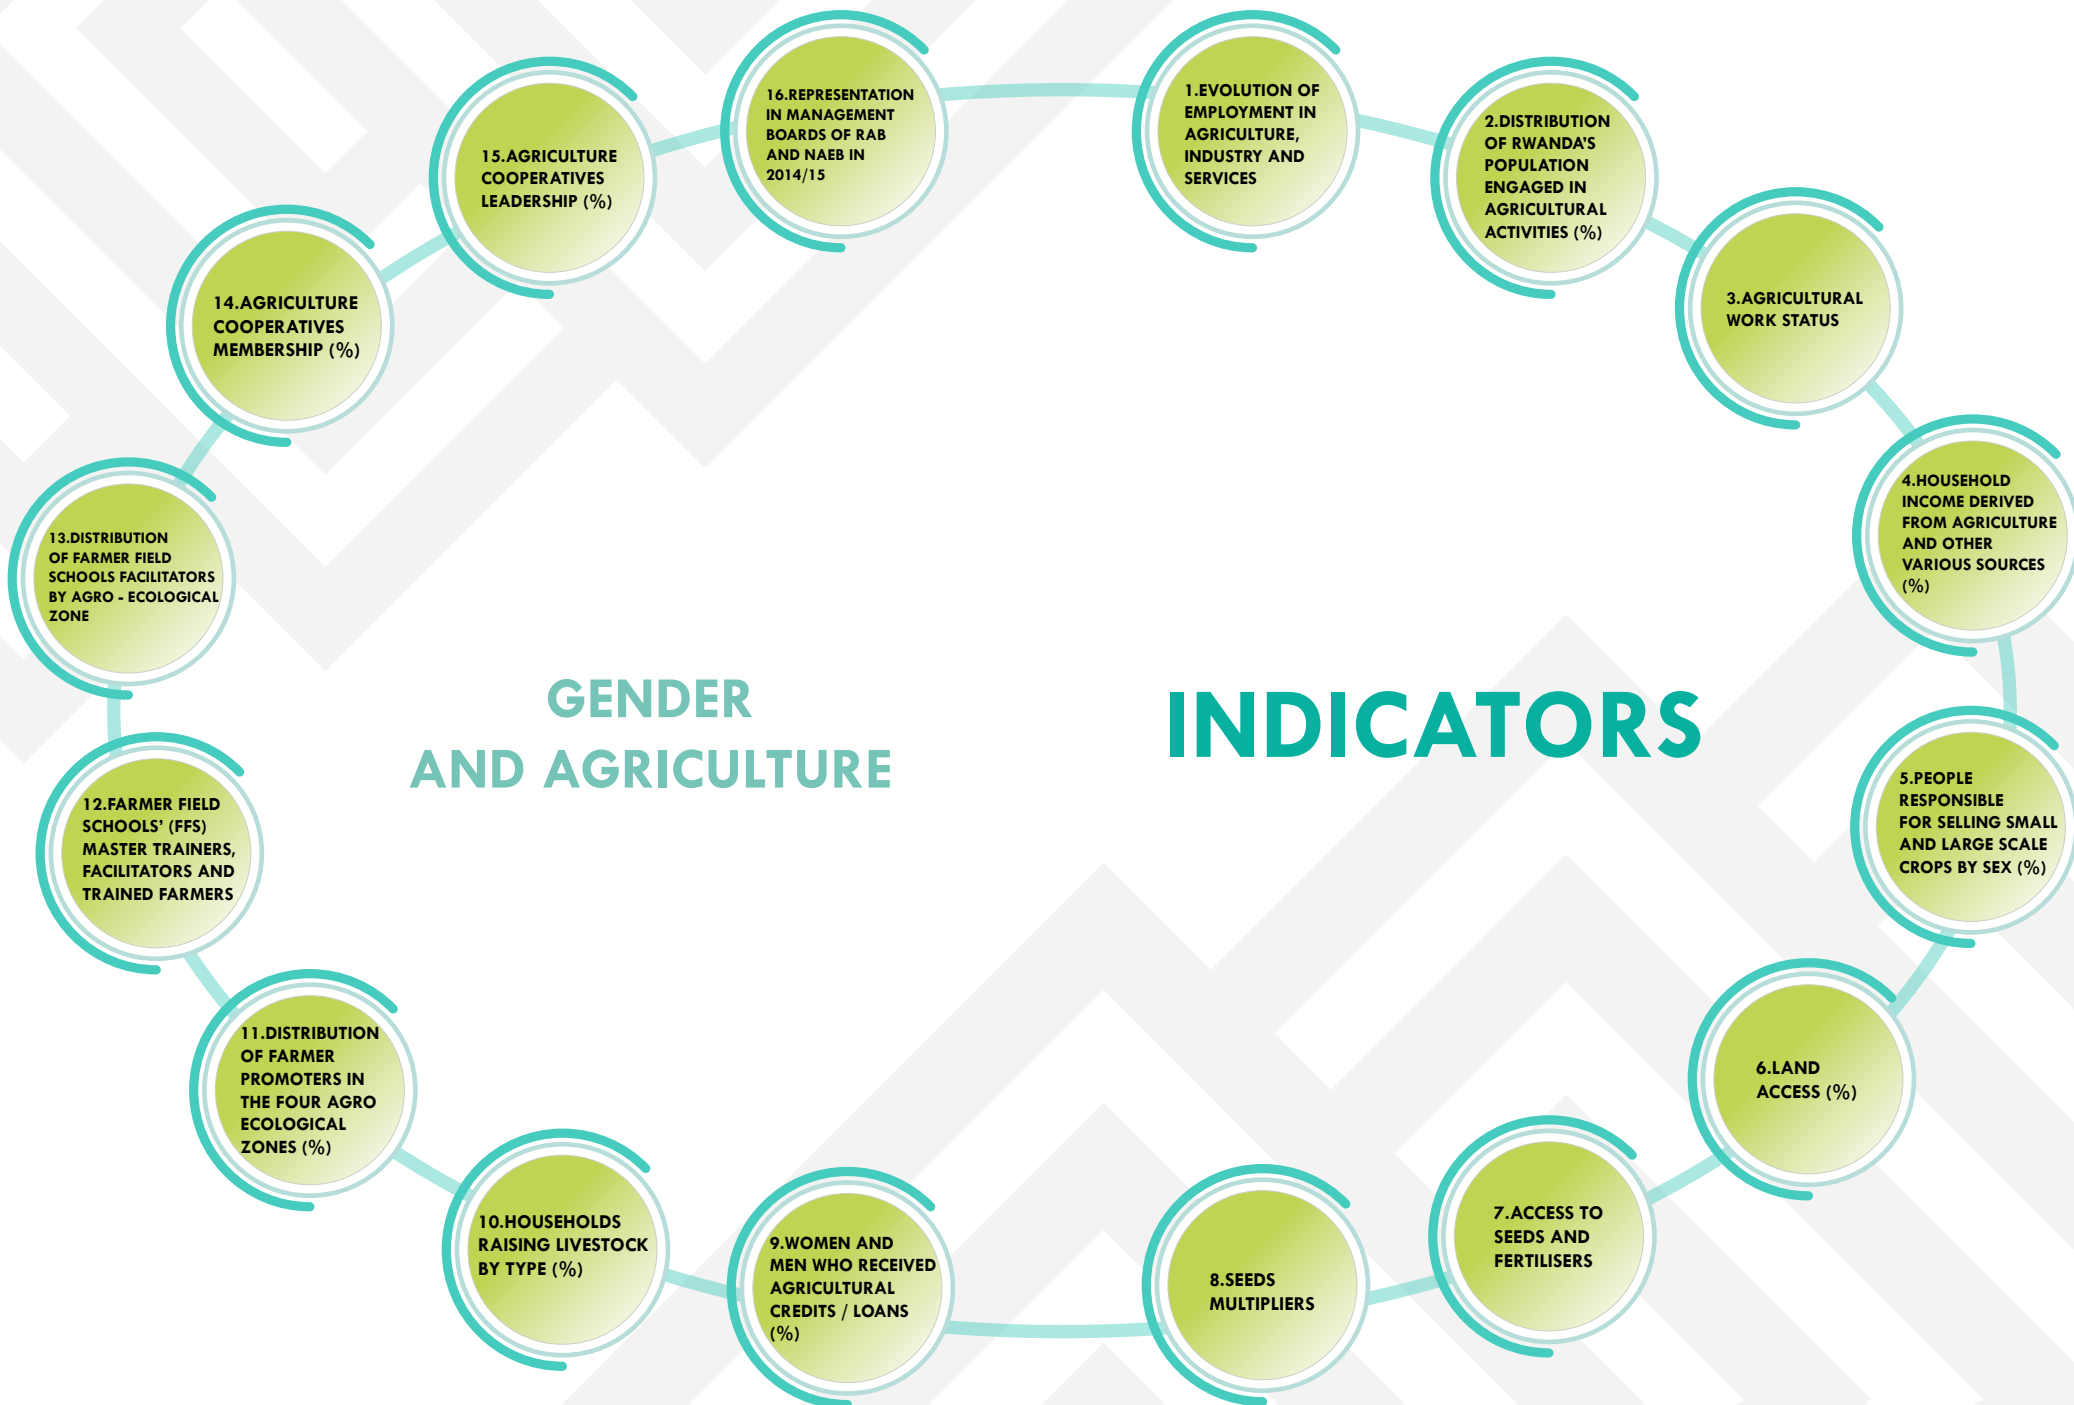 GENDER
AND AGRICULTURE
INDICATORS
1.EVOLUTION OF
EMPLOYMENT IN
AGRICULTURE,
INDUSTRY AND
SERVICES
2.DISTRIBUTION
OF RWANDA'S
POPULATION
ENGAGED IN
AGRICULTURAL
ACTIVITIES (%)
3.AGRICULTURAL
WORK STATUS
4.HOUSEHOLD
INCOME DERIVED
FROM AGRICULTURE
AND OTHER
VARIOUS SOURCES
(%)
5.PEOPLE
RESPONSIBLE
FOR SELLING SMALL
AND LARGE SCALE
CROPS BY SEX (%)
6.LAND
ACCESS (%)
7.ACCESS TO
SEEDS AND
FERTILISERS
8.SEEDS
MULTIPLIERS
9.WOMEN AND
MEN WHO RECEIVED
AGRICULTURAL
CREDITS / LOANS
(%)
10.HOUSEHOLDS
RAISING LIVESTOCK
BY TYPE (%)
11.DISTRIBUTION
OF FARMER
PROMOTERS IN
THE FOUR AGRO
ECOLOGICAL
ZONES (%)
12.FARMER FIELD
SCHOOLS’ (FFS)
MASTER TRAINERS,
FACILITATORS AND
TRAINED FARMERS
13.DISTRIBUTION
OF FARMER FIELD
SCHOOLS FACILITATORS
BY AGRO - ECOLOGICAL
ZONE
14.AGRICULTURE
COOPERATIVES
MEMBERSHIP (%)
15.AGRICULTURE
COOPERATIVES
LEADERSHIP (%)
16.REPRESENTATION
IN MANAGEMENT
BOARDS OF RAB
AND NAEB IN
2014/15